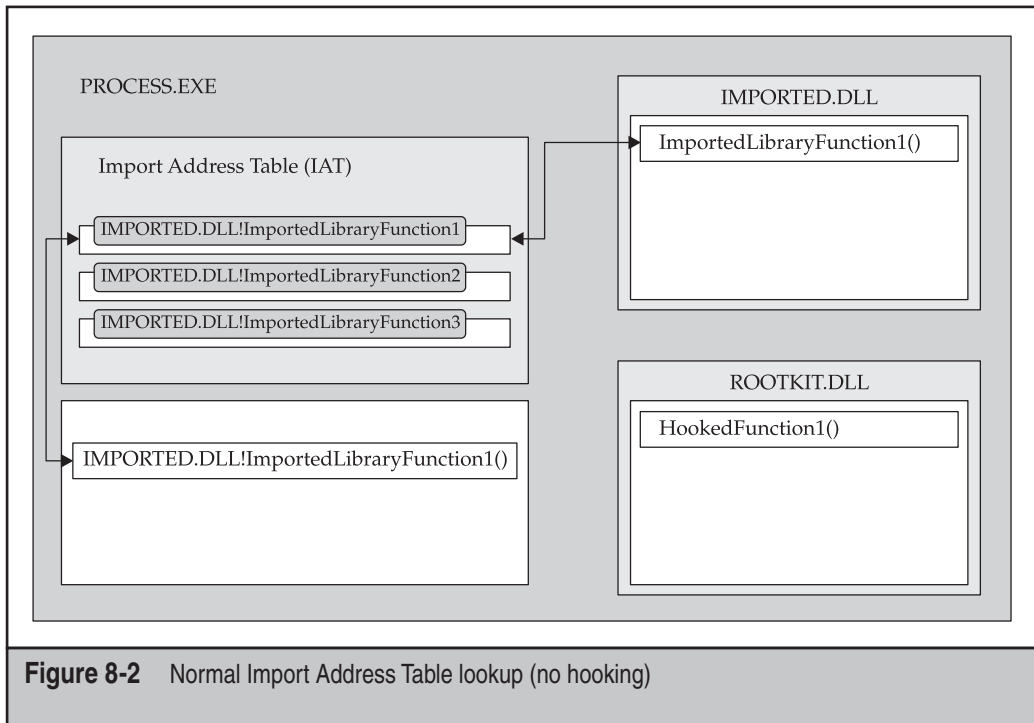 PROCESS.EXE
Import Address Table (IAT)
IMPORTED.DLL!ImportedLibraryFunction1
IMPORTED.DLL!ImportedLibraryFunction2
IMPORTED.DLL!ImportedLibraryFunction3
IMPORTED.DLL!ImportedLibraryFunction1()
IMPORTED.DLL
ImportedLibraryFunction1()
ROOTKIT.DLL
HookedFunction1()
Figure 8-2 Normal Import Address Table lookup (no hooking)